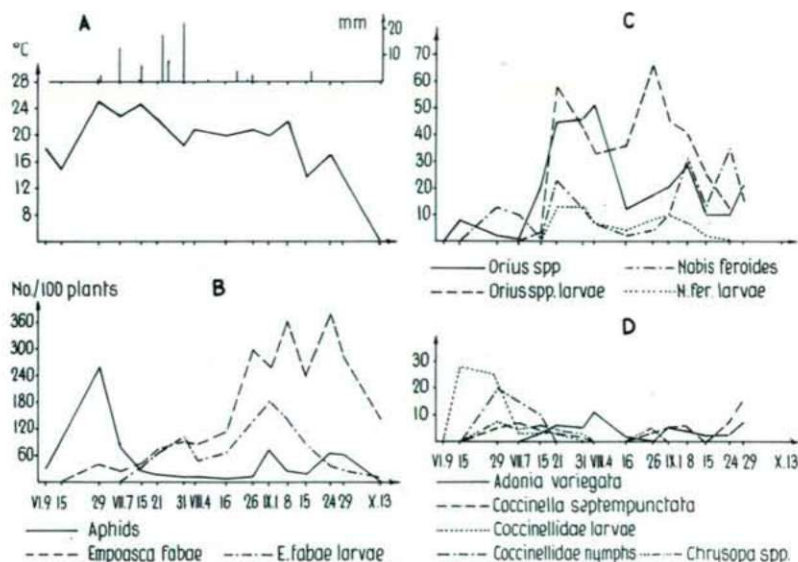 A
mm
20
10
°C
28
24
20
16
12
8
No./100 plants
B
360
300
240
180
120
60
VI.9 15 29 VII.7 15 21 31 VIII.4 16 26 IX.1 8 15 24 29 X.13
Aphids
Empoasca fabae
E. fabae larvae
C
70
60
50
40
30
20
10
Orius spp
Nabis feroides
Orius spp. larvae
N.fer. larvae
D
30
20
10
VI.9 15 29 VII.7 15 21 31 VIII.4 16 26 IX.1 8 15 24 29 X.13
Adonia variegata
Coccinella septempunctata
Coccinellidae larvae
Coccinellidae nymphs
Chrysopa spp.